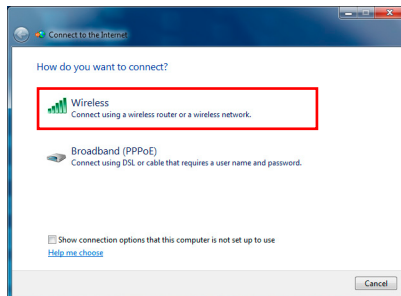 Connect to the Internet
How do you want to connect?
Wireless
Connect using a wireless router or a wireless network.
Broadband (PPPoE)
Connect using DSL or cable that requires a user name and password.
Show connection options that this computer is not set up to use
Help me choose
Cancel